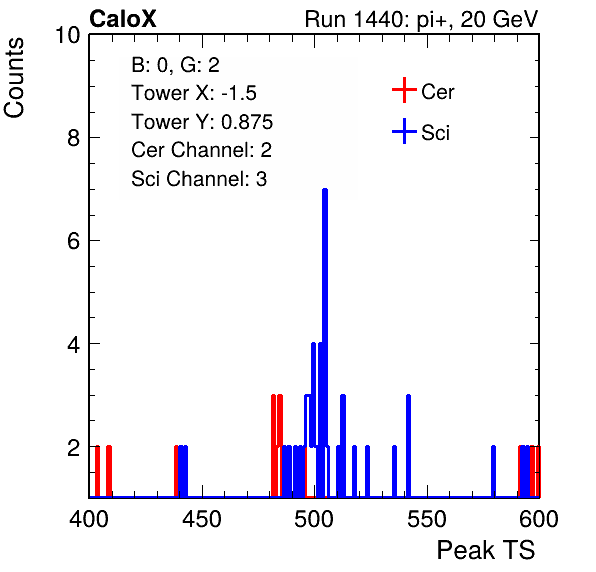 CaloX Run 1440: pi+, 20 GeV
Counts
10
8
6
4
2
B: 0, G: 2
Tower X: -1.5
Tower Y: 0.875
Cer Channel: 2
Sci Channel: 3
Cer
Sci
400 450 500 550 600
Peak TS